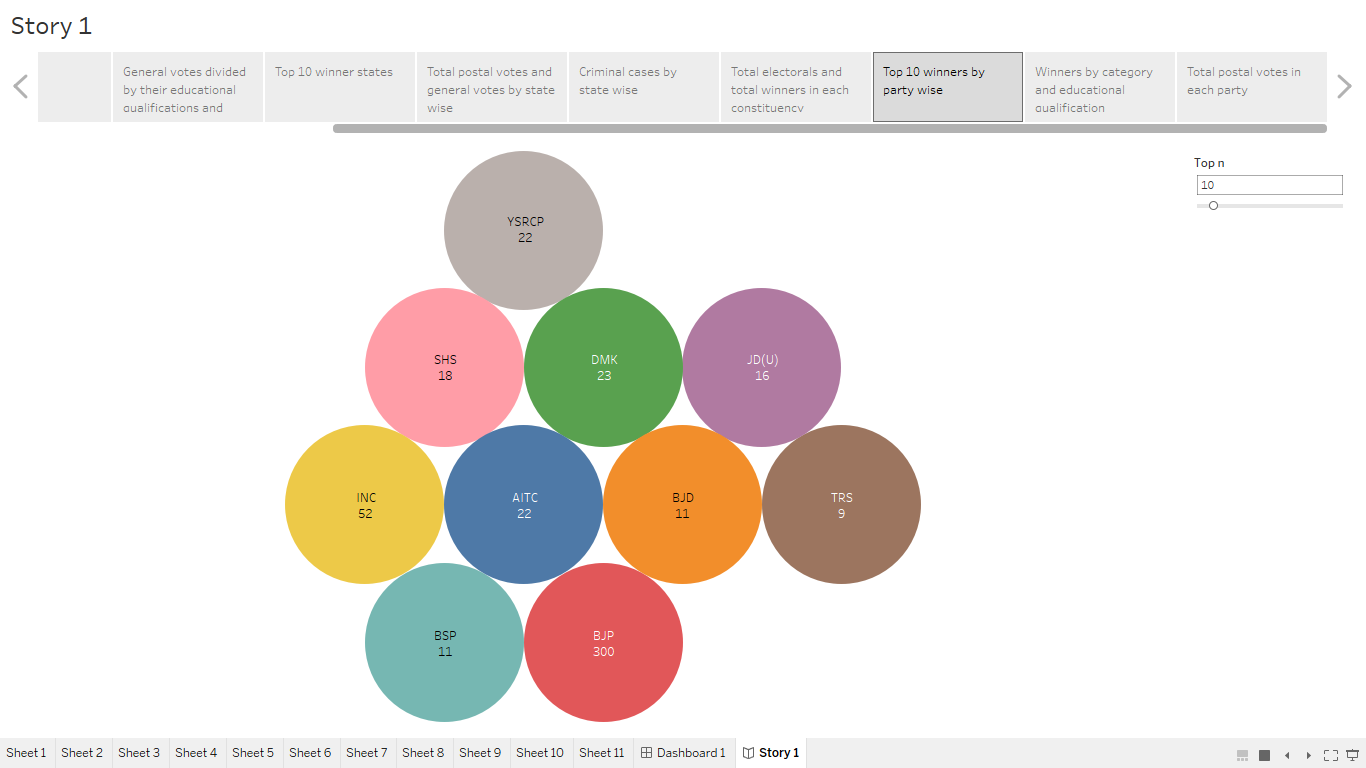 Story 1
General votes divided
by their educational
qualifications and
Top 10 winner states
Total postal votes and
general votes by state
wise
Criminal cases by
state wise
Total electorals and
total winners in each
constituency
Top 10 winners by
party wise
Winners by category
and educational
qualification
Total postal votes in
each party
Top n
10
YSRCP
22
SHS
18
DMK
23
JD(U)
16
INC
52
AITC
22
BJD
11
TRS
9
BSP
11
BJP
300
Sheet 1
Sheet 2
Sheet 3
Sheet 4
Sheet 5
Sheet 6
Sheet 7
Sheet 8
Sheet 9
Sheet 10
Sheet 11
Dashboard 1
Story 1